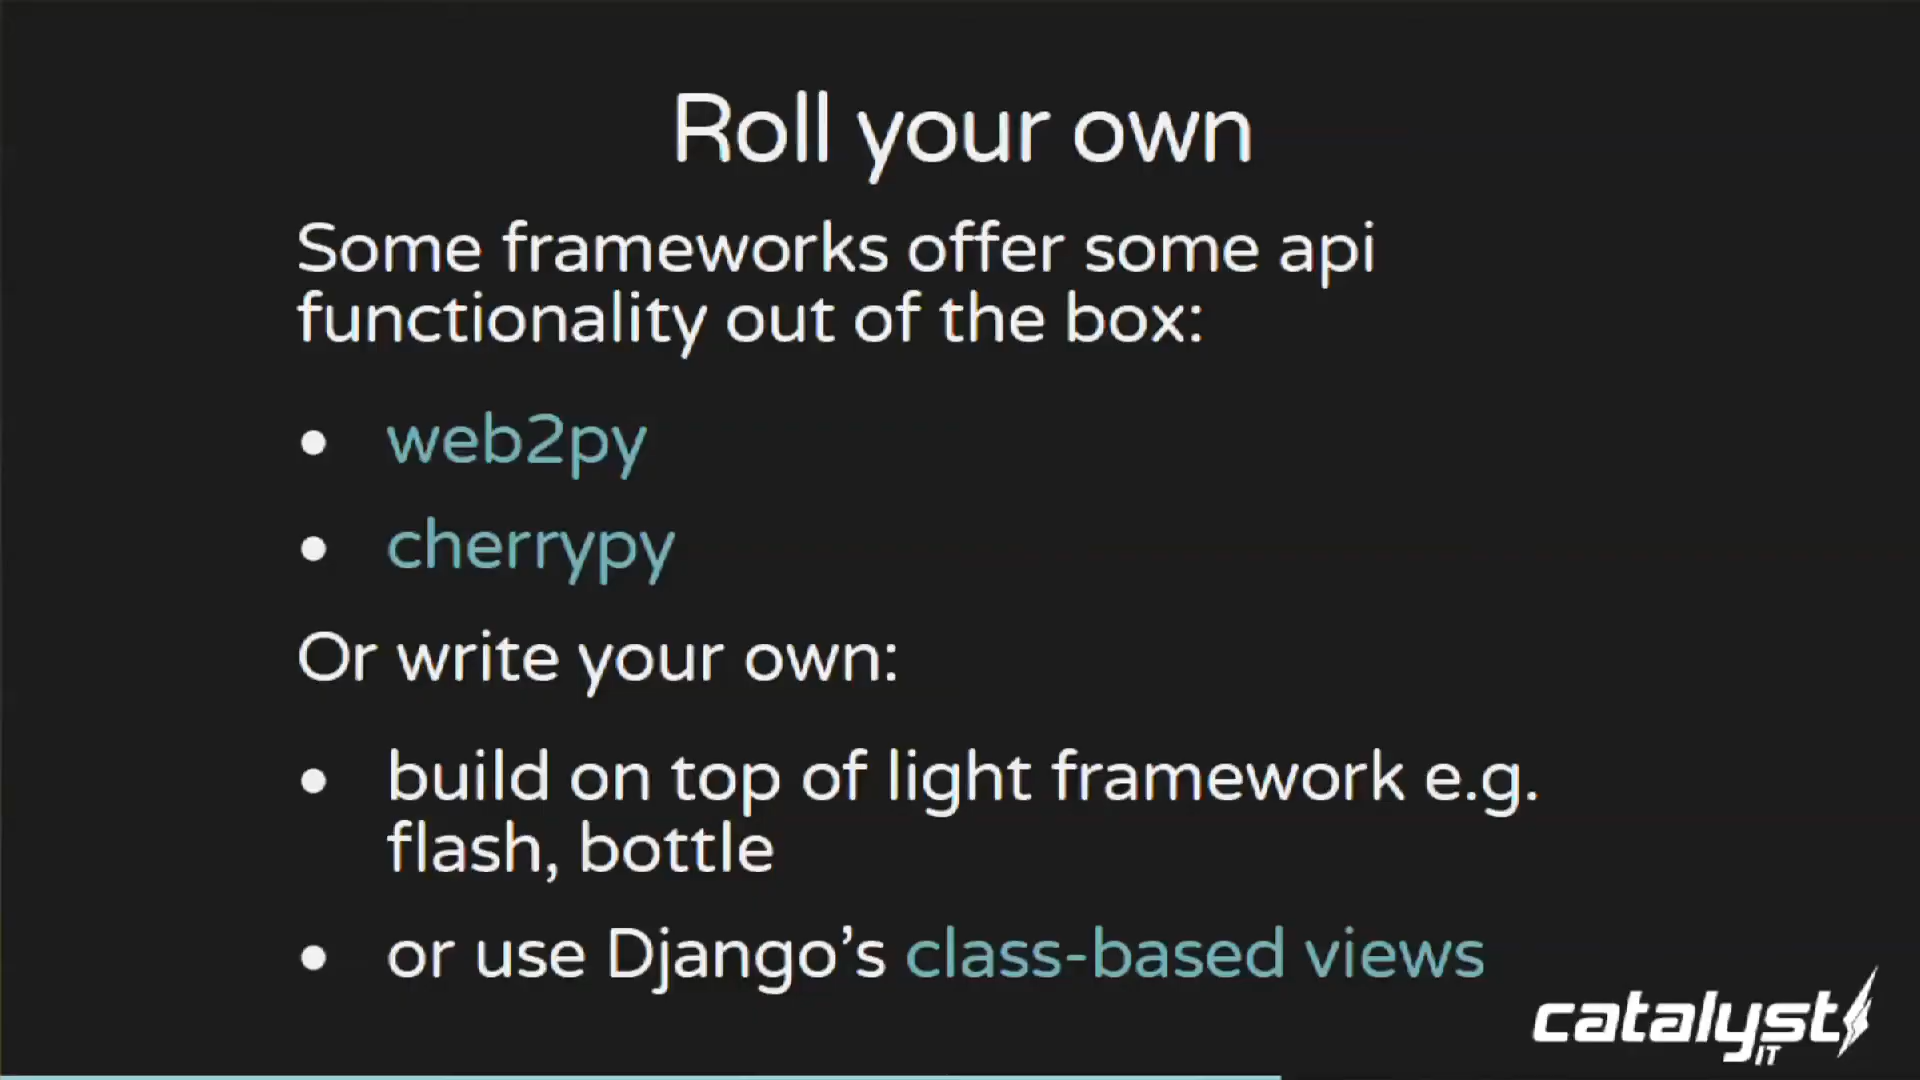 Roll your own
Some frameworks offer some api
functionality out of the box:
• web2py
• cherrypy
Or write your own:
• build on top of light framework e.g.
flash, bottle
• or use Django’s class-based views
catalyst
IT